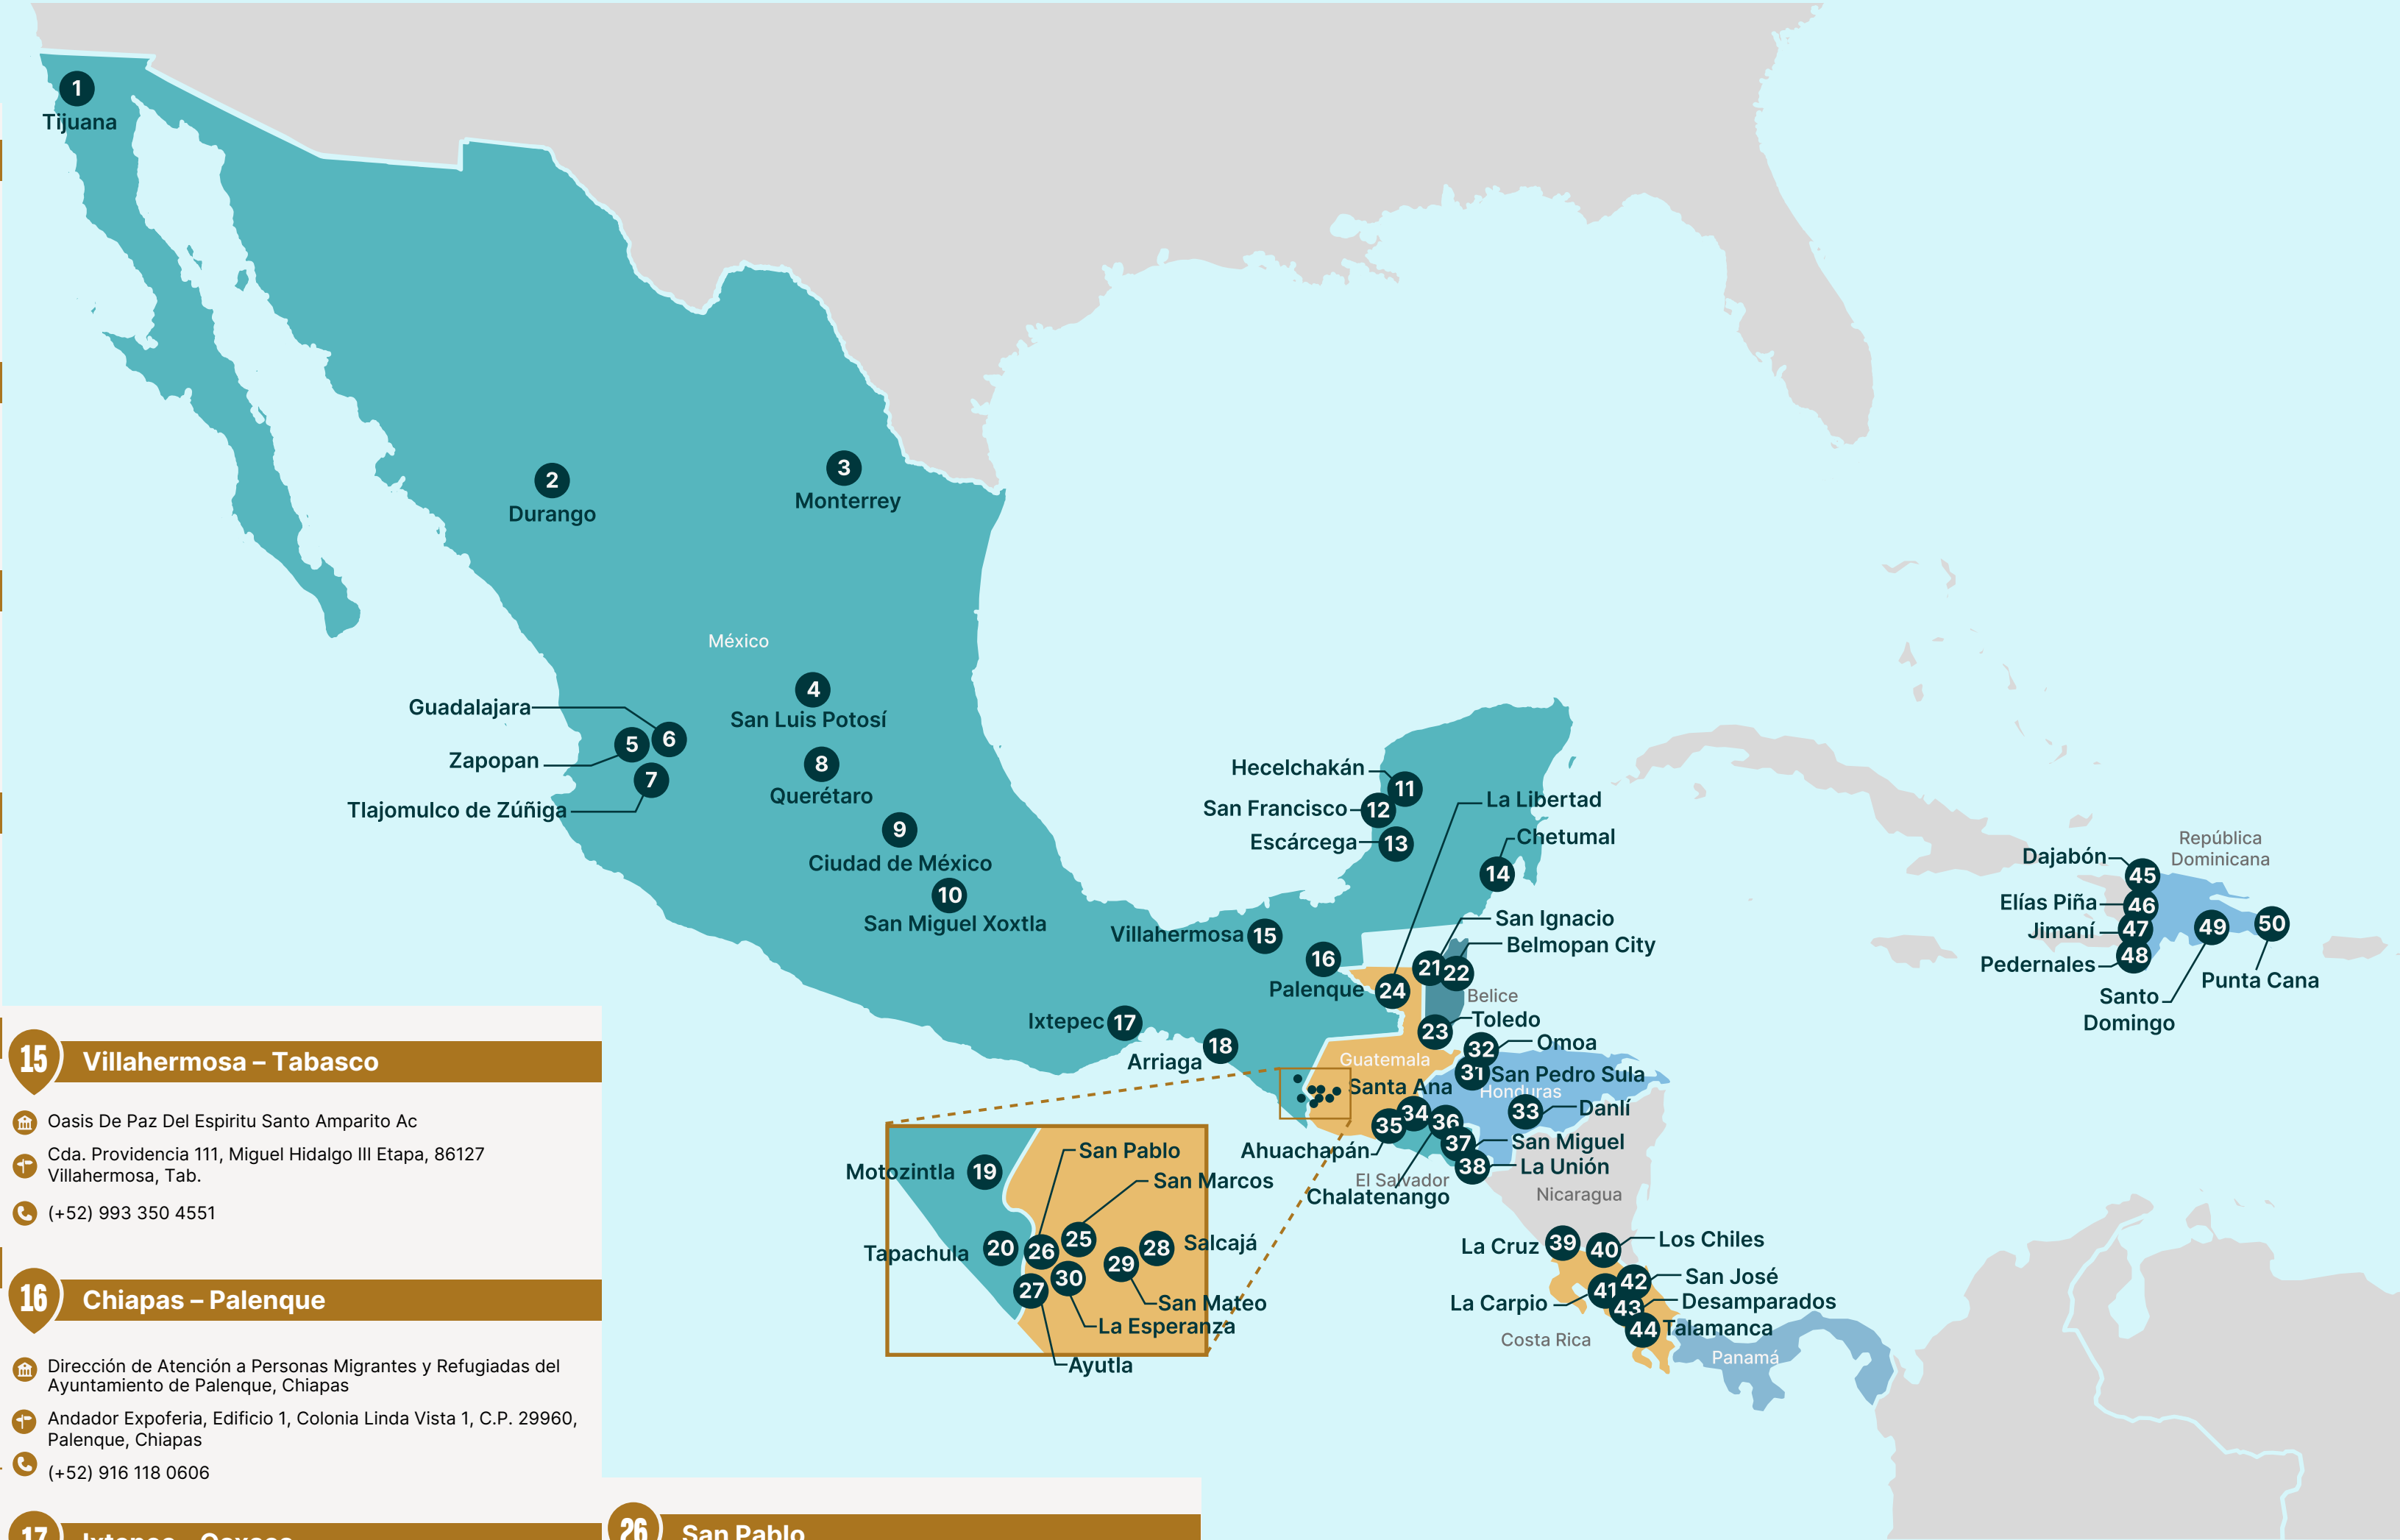 1
Tijuana
2
Durango
3
Monterrey
México
4
San Luis Potosí
Guadalajara
6
5
Zapopan
7
Tlajomulco de Zúñiga
8
Querétaro
9
Ciudad de México
10
San Miguel Xoxtla
Hecelchakán
11
San Francisco
12
Escárcega
13
La Libertad
Chetumal
14
Villahermosa
15
16
Palenque
24
San Ignacio
21
Belmopan City
22
Belice
23
Toledo
Ixtepec
17
Arriaga
18
Guatemala
32
Omoa
31
San Pedro Sula
Honduras
Santa Ana
34
33
Danlí
35
Ahuachapán
36
37
San Miguel
38
La Unión
El Salvador
Chalatenango
Nicaragua
Motozintla
19
San Pablo
San Marcos
Tapachula
20
26
25
28
Salcajá
29
27
30
San Mateo
La Esperanza
Ayutla
La Cruz
39
40
Los Chiles
42
San José
41
La Carpio
43
Desamparados
44
Talamanca
Costa Rica
Panamá
República
Dominicana
Dajabón
45
Elías Piña
46
Jimaní
47
Pedernales
48
49
50
Punta Cana
Santo
Domingo
15
Villahermosa – Tabasco
Oasis De Paz Del Espiritu Santo Amparito Ac
Cda. Providencia 111, Miguel Hidalgo III Etapa, 86127
Villahermosa, Tab.
(+52) 993 350 4551
16
Chiapas – Palenque
Dirección de Atención a Personas Migrantes y Refugiadas del
Ayuntamiento de Palenque, Chiapas
Andador Expoferia, Edificio 1, Colonia Linda Vista 1, C.P. 29960,
Palenque, Chiapas
(+52) 916 118 0606
17
Ixtepec – Oaxaca
26
San Pablo